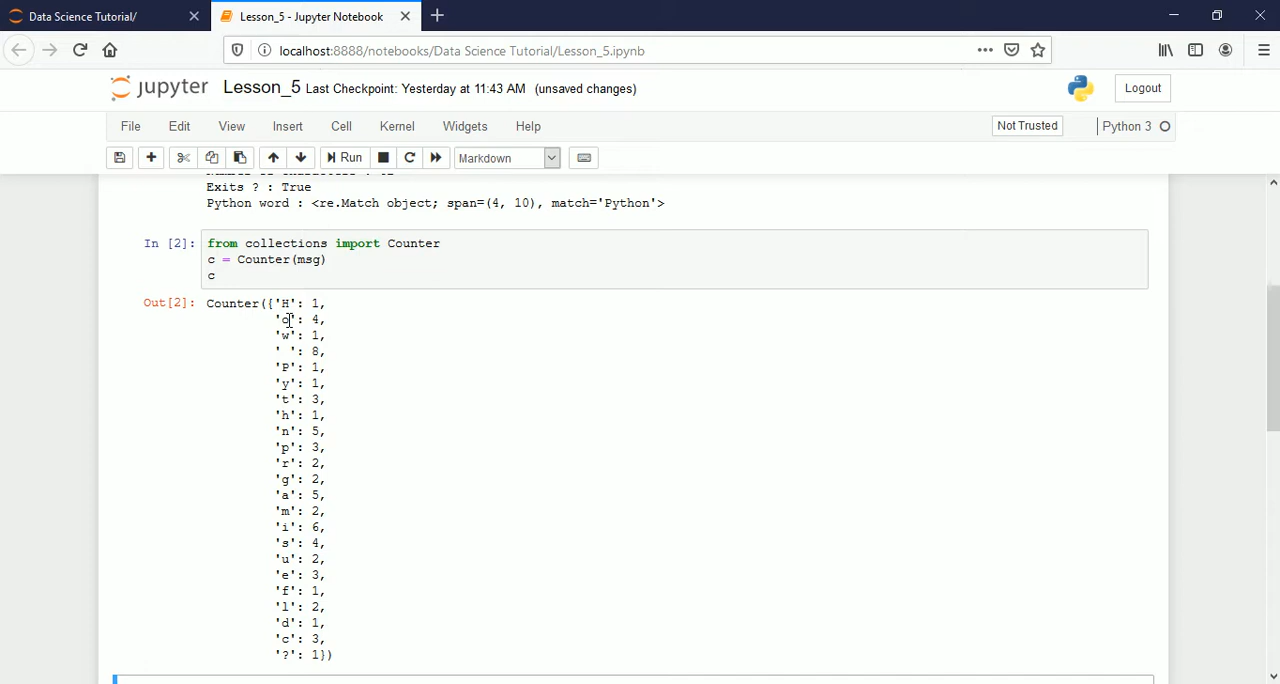 Data Science Tutorial/
Lesson_5 - Jupyter Notebook
localhost:8888/notebooks/Data Science Tutorial/Lesson_5.ipynb
jupyter Lesson_5 Last Checkpoint: Yesterday at 11:43 AM (unsaved changes)
Logout
File Edit View Insert Cell Kernel Widgets Help
Not Trusted
Python 3
Run
Markdown
Exits ? : True
Python word : <re.Match object; span=(4, 10), match='Python'>
In [2]: from collections import Counter
c = Counter(msg)
c
Out[2]: Counter({'H': 1,
'o': 4,
'w': 1,
' ': 8,
'P': 1,
'y': 1,
't': 3,
'h': 1,
'n': 5,
'p': 3,
'r': 2,
'g': 2,
'a': 5,
'm': 2,
'i': 6,
's': 4,
'u': 2,
'e': 3,
'f': 1,
'l': 2,
'd': 1,
'c': 3,
'?': 1})